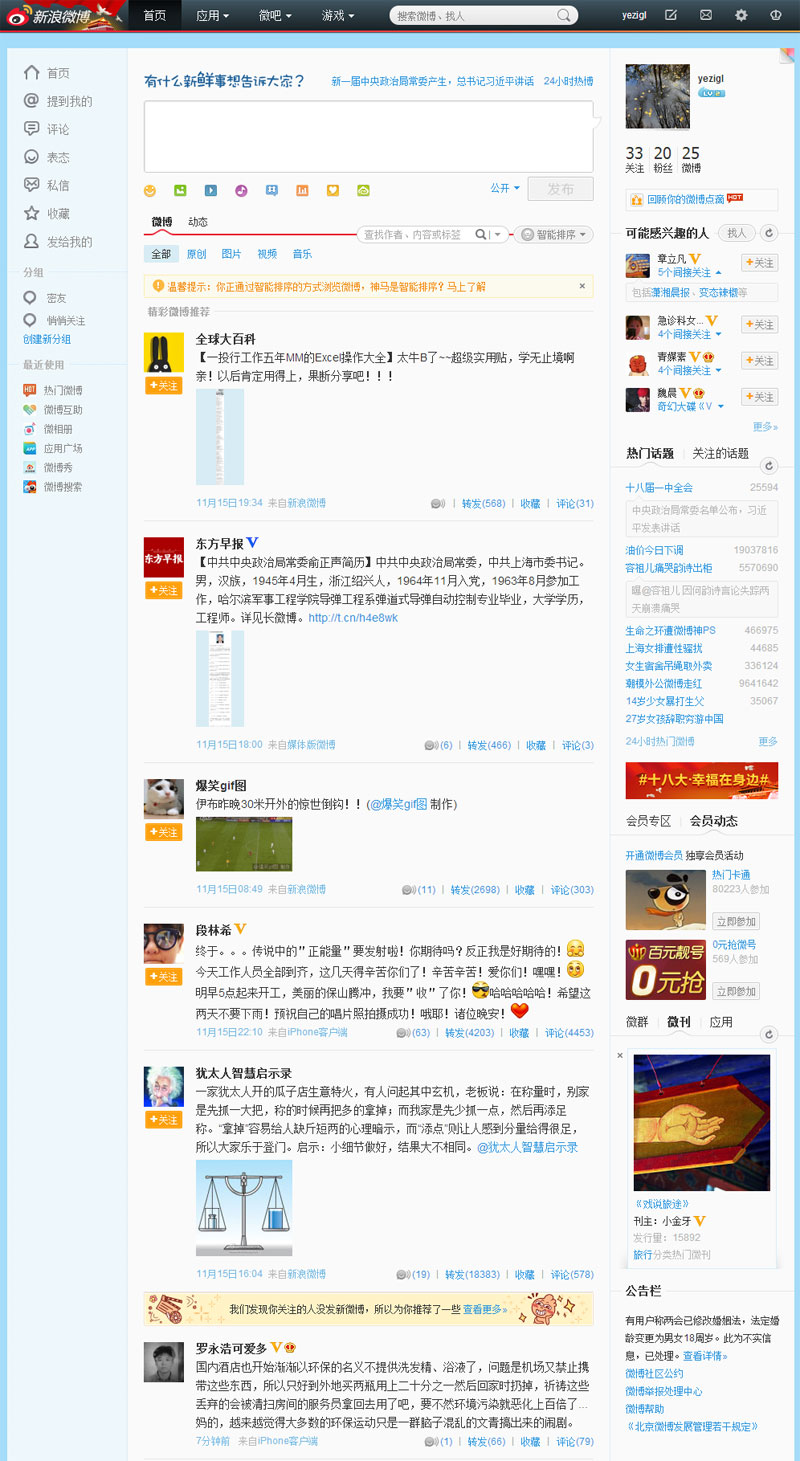 新浪微博
首页
应用
微吧
游戏
搜索微博、找人
yezigl
首页
提到我的
评论
表态
私信
收藏
发给我的
分组
密友
悄悄关注
创建新分组
最近使用
热门微博
微博互助
微相册
应用广场
微博秀
微博搜索
有什么新鲜事想告诉大家?
新一届中央政治局常委产生,总书记习近平讲话 24小时热博
公开
发布
微博 动态
查找作者、内容或标签
智能排序
全部 原创 图片 视频 音乐
温馨提示:你正通过智能排序的方式浏览微博,神马是智能排序?马上了解
精彩微博推荐
全球大百科
+关注
【一投行工作五年MM的Excel操作大全】太牛B了~~超级实用贴,学无止境啊
亲!以后肯定用得上,果断分享吧!!!
11月15日19:34 来自新浪微博
转发(568) | 收藏 | 评论(31)
东方早报
东方早报
+关注
【中共中央政治局常委俞正声简历】中共中央政治局常委,中共上海市委书记。
男,汉族,1945年4月生,浙江绍兴人,1964年11月入党,1963年8月参加工
作,哈尔滨军事工程学院导弹工程系弹道式导弹自动控制专业毕业,大学学历,
工程师。详见长微博。http://t.cn/h4e8wk
11月15日18:00 来自媒体版微博
(6) | 转发(466) | 收藏 | 评论(3)
爆笑gif图
+关注
伊布昨晚30米开外的惊世倒钩!!(@爆笑gif图 制作)
11月15日08:49 来自新浪微博
(11) | 转发(2698) | 收藏 | 评论(303)
段林希
+关注
终于。。。传说中的"正能量"要发射啦!你期待吗?反正我是好期待的!
今天工作人员全部到齐,这几天得辛苦你们了!辛苦辛苦!爱你们!嘿嘿!
明早5点起来开工,美丽的保山腾冲,我要"收"了你!哈哈哈哈哈!希望这
两天不要下雨!预祝自己的唱片照拍摄成功!哦耶!诸位晚安!
11月15日22:10 来自iPhone客户端
(63) | 转发(4203) | 收藏 | 评论(4453)
犹太人智慧启示录
+关注
一家犹太人开的瓜子店生意特火,有人问起其中玄机,老板说:在称量时,别家
是先抓一大把,称的时候再把多的拿掉;而我家是先少抓一点,然后再添足
称。“拿掉”容易给人缺斤短两的心理暗示,而“添点”则让人感到分量给得很足,
所以大家乐于登门。启示:小细节做好,结果大不相同。@犹太人智慧启示录
11月15日16:04 来自新浪微博
(19) | 转发(18383) | 收藏 | 评论(578)
我们发现你关注的人没发新微博,所以为你推荐了一些 查看更多»
罗永浩可爱多
国内酒店也开始渐渐以环保的名义不提供洗发精、浴液了,问题是机场又禁止携
带这些东西,所以只好到外地买两瓶用上二十分之一然后回家时扔掉,祈祷这些
丢弃的会被清扫房间的服务员拿回去用了吧,要不然环境污染就恶化上百倍了...
妈的,越来越觉得大多数的环保运动只是一群脑子混乱的文青搞出来的闹剧。
7分钟前 来自iPhone客户端
(1) | 转发(66) | 收藏 | 评论(79)
yezigl
33 20 25
关注 粉丝 微博
回顾你的微博点滴 HOT
可能感兴趣的人
找人
章立凡
5个间接关注
+关注
包括潇湘晨报、变态辣椒等
急诊科女...
4个间接关注
+关注
青媒素
4个间接关注
+关注
魏晨
奇幻大碟《V
+关注
更多»
热门话题 关注的话题
十八届一中全会 25594
中央政治局常委名单公布,习近
平发表讲话
油价今日下调 19037816
容祖儿痛哭韵诗出柜 5570690
曝@容祖儿 因何韵诗言论失踪两
天崩溃痛哭
生命之环遭微博神PS 466975
上海女排遭性骚扰 44685
女生宿舍吊绳取外卖 336124
靓模外公微博走红 9641642
14岁少女暴打生父 35067
27岁女孩辞职穷游中国
24小时热门微博 更多
#十八大·幸福在身边#
会员专区 会员动态
开通微博会员 独享会员活动
热门卡通
80223人参加
立即参加
百元靓号
0元抢
0元抢微号
569人参加
立即参加
微群 微刊 应用
《戏说旅途》
刊主:小金牙
发行量:15892
旅行分类热门微刊
公告栏
有用户称两会已修改婚姻法,法定婚
龄变更为男女18周岁。此为不实信
息,已处理。查看详情»
微博社区公约
微博举报处理中心
微博帮助
《北京微博发展管理若干规定》